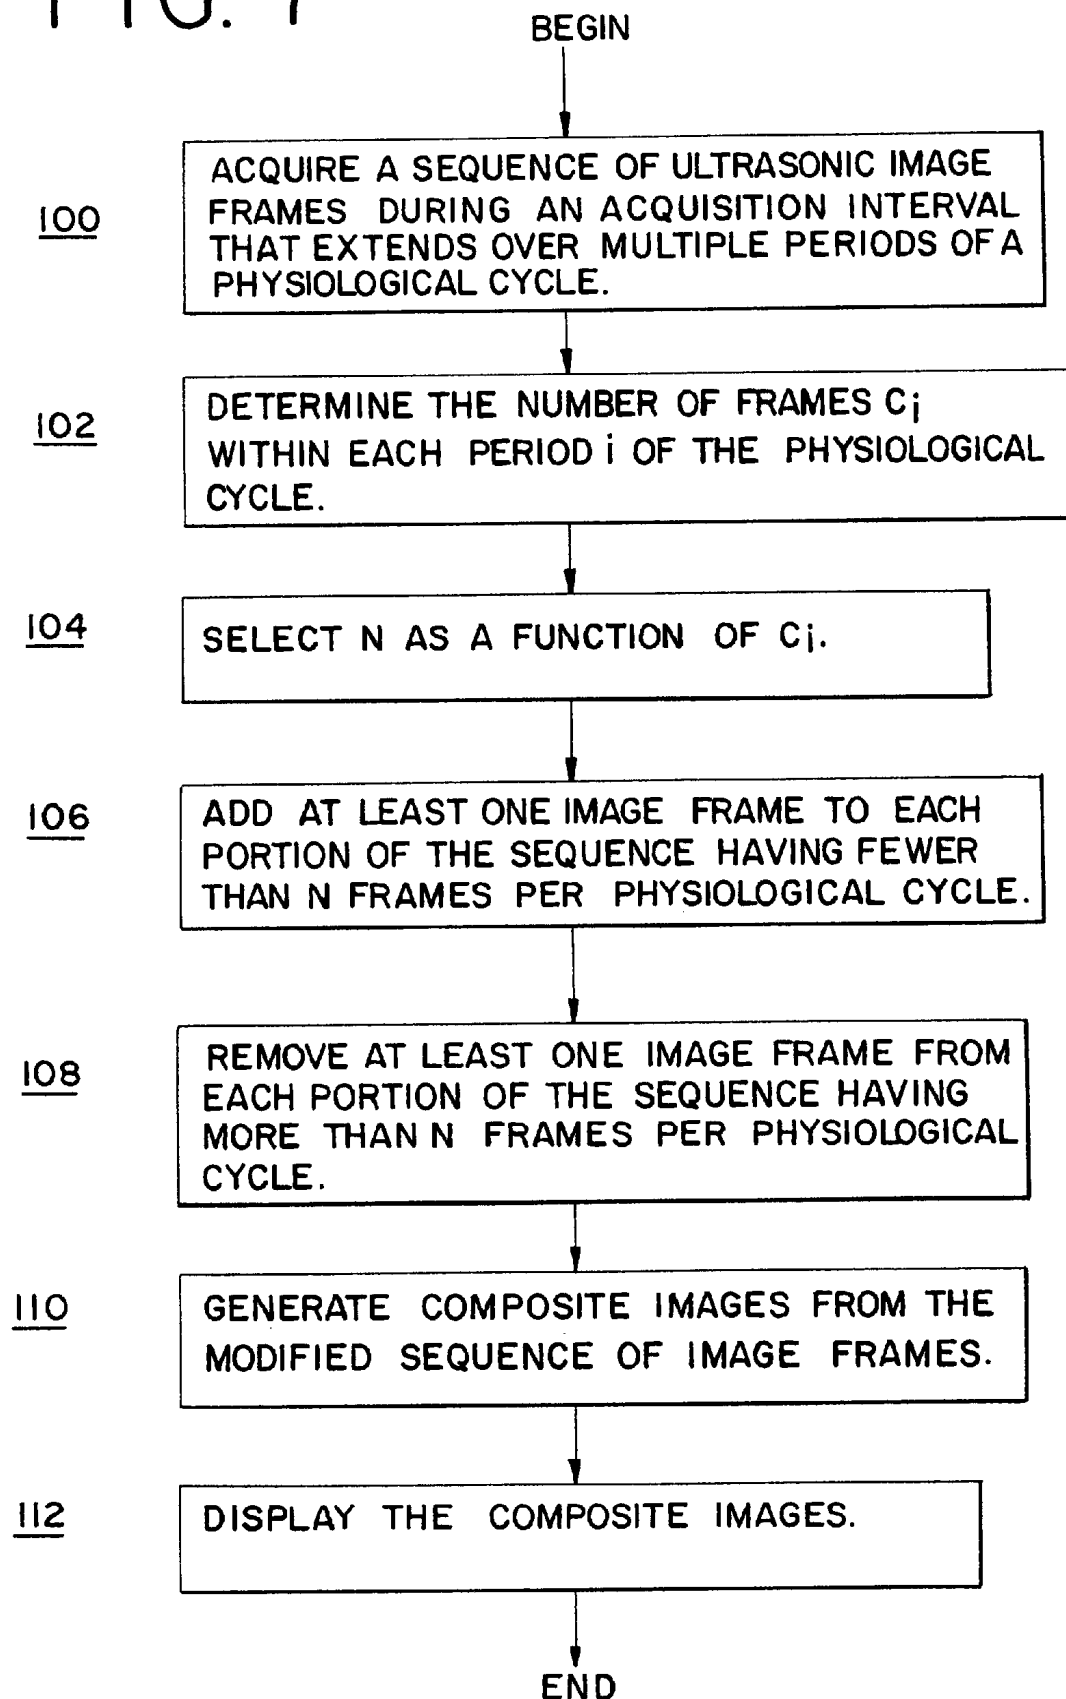 FIG.
BEGIN
100
ACQUIRE A SEQUENCE OF ULTRASONIC IMAGE
FRAMES DURING AN ACQUISITION INTERVAL
THAT EXTENDS OVER MULTIPLE PERIODS OF A
PHYSIOLOGICAL CYCLE.
102
DETERMINE THE NUMBER OF FRAMES Ci
WITHIN EACH PERIOD i OF THE PHYSIOLOGICAL
CYCLE.
104
SELECT N AS A FUNCTION OF Ci.
106
ADD AT LEAST ONE IMAGE FRAME TO EACH
PORTION OF THE SEQUENCE HAVING FEWER
THAN N FRAMES PER PHYSIOLOGICAL CYCLE.
108
REMOVE AT LEAST ONE IMAGE FRAME FROM
EACH PORTION OF THE SEQUENCE HAVING
MORE THAN N FRAMES PER PHYSIOLOGICAL
CYCLE.
110
GENERATE COMPOSITE IMAGES FROM THE
MODIFIED SEQUENCE OF IMAGE FRAMES.
112
DISPLAY THE COMPOSITE IMAGES.
END